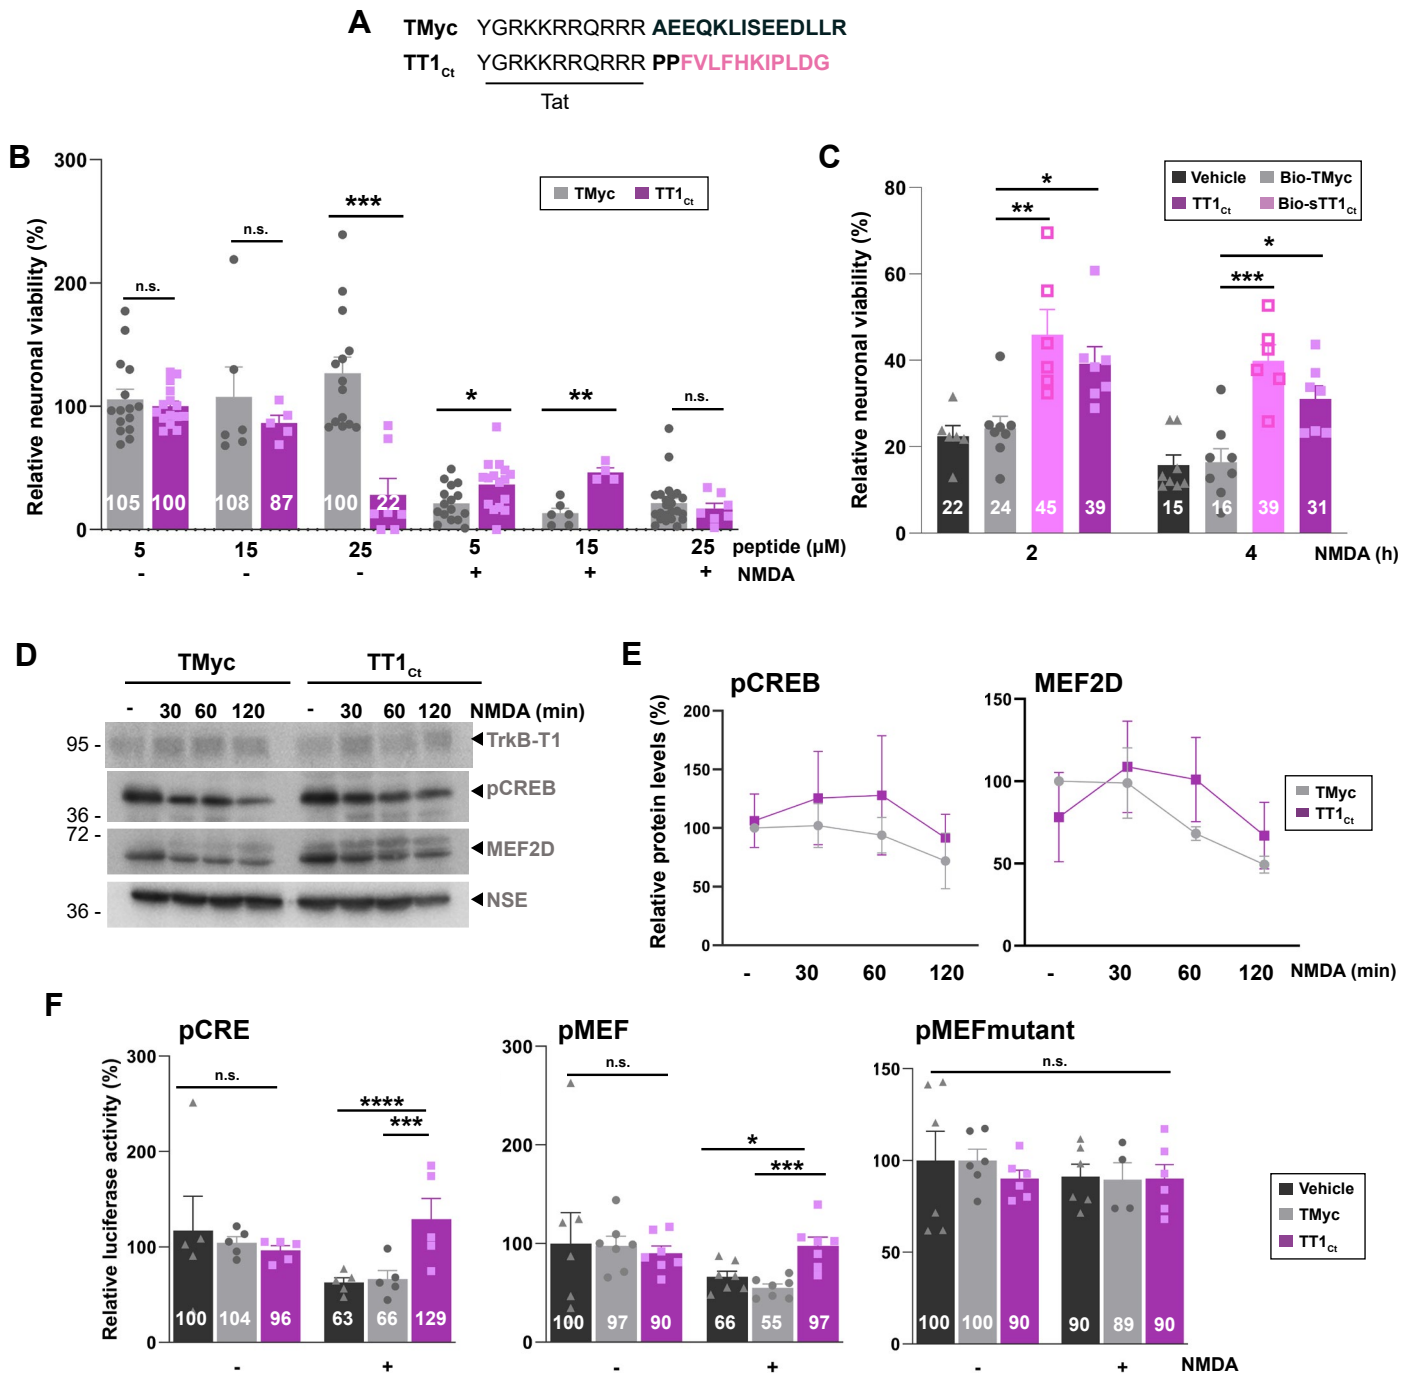 A
TMyc YGRKKRRQRRR AEEQKLISEEDLLR
TT1Ct YGRKKRRQRRR PPFVLFHKIPLDG
Tat
B
Relative neuronal viability (%)
300
200
100
0
TMyc TT1Ct
n.s. n.s. *** * ** n.s.
105 100 108 87 100 22
5 15 25 5 15 25 peptide (µM)
- - - + + + NMDA
C
Relative neuronal viability (%)
80
60
40
20
0
Vehicle Bio-TMyc
TT1Ct Bio-sTT1Ct
*
**
*
***
22 24 45 39 15 16 39 31
2 4 NMDA (h)
D
TMyc TT1Ct
- 30 60 120 - 30 60 120 NMDA (min)
95 - TrkB-T1
pCREB
36 -
72 -
MEF2D
NSE
36 -
E
pCREB
Relative protein levels (%)
200
150
100
50
0
- 30 60 120
MEF2D
150
100
50
0
- 30 60 120 NMDA (min)
TMyc
TT1Ct
F
pCRE
Relative luciferase activity (%)
300
200
100
0
n.s.
****
***
100 104 96 63 66 129
- +
pMEF
300
200
100
0
n.s.
*
***
100 97 90 66 55 97
- +
pMEFmutant
150
100
50
0
n.s.
100 100 90 90 89 90
- + NMDA
Vehicle
TMyc
TT1Ct